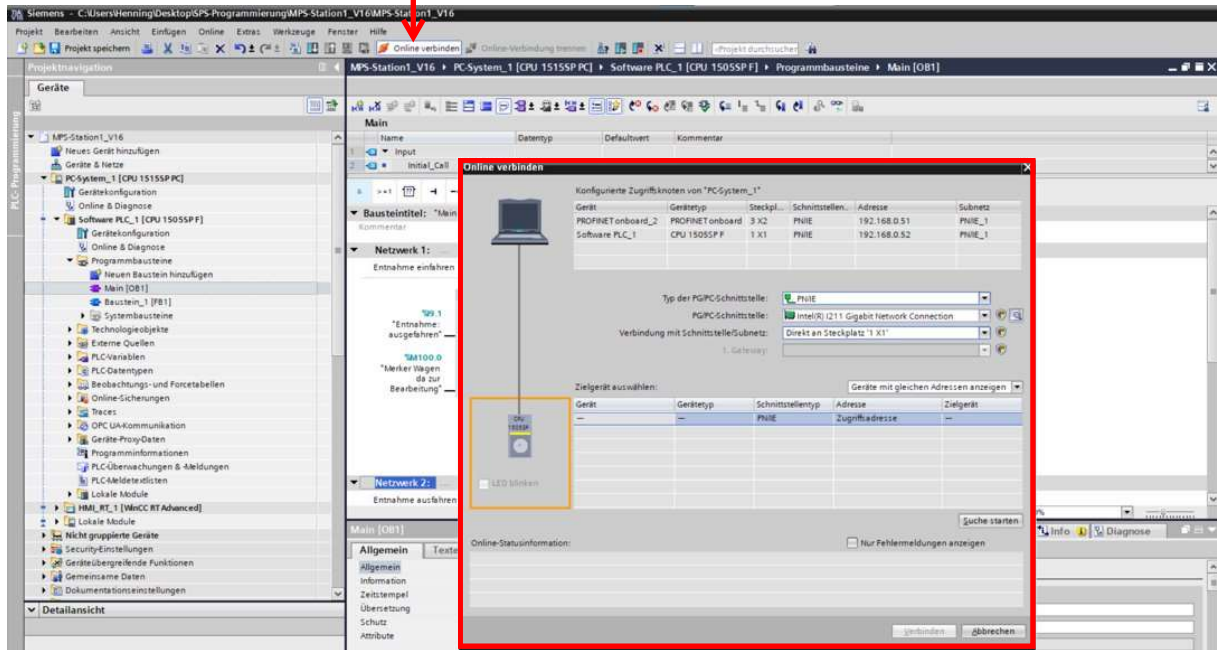 Siemens - C:\Users\Henning\Desktop\SPS-Programmierung\MPS-Station1_V16\MPS-Station1_V16
Projekt Bearbeiten Ansicht Einfügen Online Extras Werkzeuge Fenster Hilfe
Projekt speichern Online verbinden Online-Verbindung trennen <Projekt durchsuchen>
Projektnavigation
MPS-Station1_V16 PC-System_1 [CPU 1515SP PC] Software PLC_1 [CPU 1505SP F] Programmbausteine Main [OB1]
Geräte
PLC-Programmierung
MPS-Station1_V16
Neues Gerät hinzufügen
Geräte & Netze
PC-System_1 [CPU 1515SP PC]
Gerätekonfiguration
Online & Diagnose
Software PLC_1 [CPU 1505SP F]
Gerätekonfiguration
Online & Diagnose
Programmbausteine
Neuen Baustein hinzufügen
Main [OB1]
Baustein_1 [FB1]
Systembausteine
Technologieobjekte
Externe Quellen
PLC-Variablen
PLC-Datentypen
Beobachtungs- und Forcetabellen
Online-Sicherungen
Traces
OPC UA-Kommunikation
Geräte-Proxy-Daten
Programminformationen
PLC-Überwachungen & -Meldungen
PLC-Meldetextlisten
Lokale Module
HMI_RT_1 [WinCC RT Advanced]
Lokale Module
Nicht gruppierte Geräte
Security-Einstellungen
Geräteübergreifende Funktionen
Gemeinsame Daten
Dokumentationseinstellungen
Detailansicht
Main
Name Datentyp Defaultwert Kommentar
1 Input
2 Initial_Call
Bausteintitel: "Main
Kommentar
Netzwerk 1: ...
Entnahme einfahren
%I9.1
"Entnahme:
ausgefahren"
%M100.0
"Merker Wagen
da zur
Bearbeitung"
Netzwerk 2: ...
Entnahme ausfahren
Main [OB1]
Info Diagnose
Allgemein Texte
Allgemein
Information
Zeitstempel
Übersetzung
Schutz
Attribute
Online verbinden
Konfigurierte Zugriffsknoten von "PC-System_1"
Gerät Gerätetyp Steckpl... Schnittstellen... Adresse Subnetz
PROFINET onboard_2 PROFINET onboard 3 X2 PN/IE 192.168.0.51 PN/IE_1
Software PLC_1 CPU 1505SP F 1 X1 PN/IE 192.168.0.52 PN/IE_1
Typ der PG/PC-Schnittstelle: PN/IE
PG/PC-Schnittstelle: Intel(R) I211 Gigabit Network Connection
Verbindung mit Schnittstelle/Subnetz: Direkt an Steckplatz '1 X1'
1. Gateway:
Zielgerät auswählen: Geräte mit gleichen Adressen anzeigen
Gerät Gerätetyp Schnittstellentyp Adresse Zielgerät
— — PN/IE Zugriffsadresse —
LED blinken
Suche starten
Online-Statusinformation: Nur Fehlermeldungen anzeigen
Verbinden Abbrechen